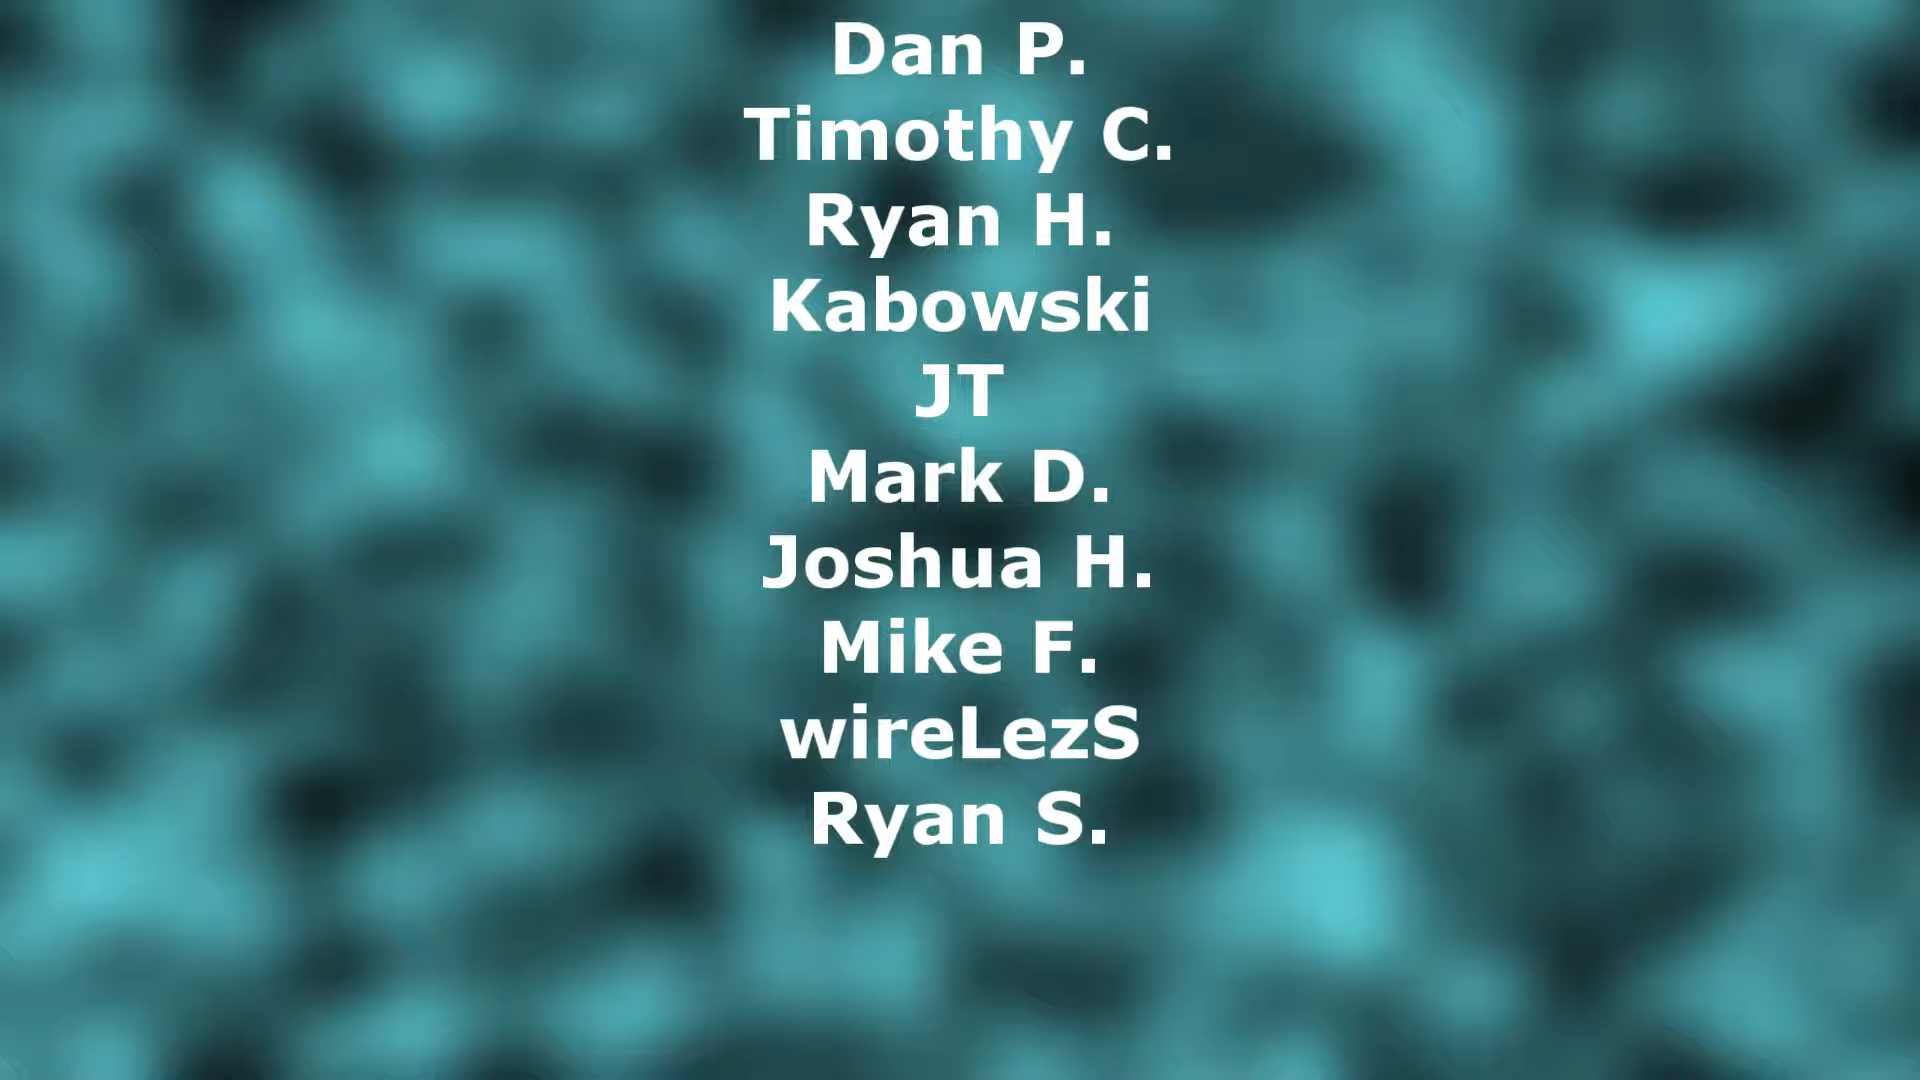 Dan P.
Timothy C.
Ryan H.
Kabowski
JT
Mark D.
Joshua H.
Mike F.
wireLezS
Ryan S.